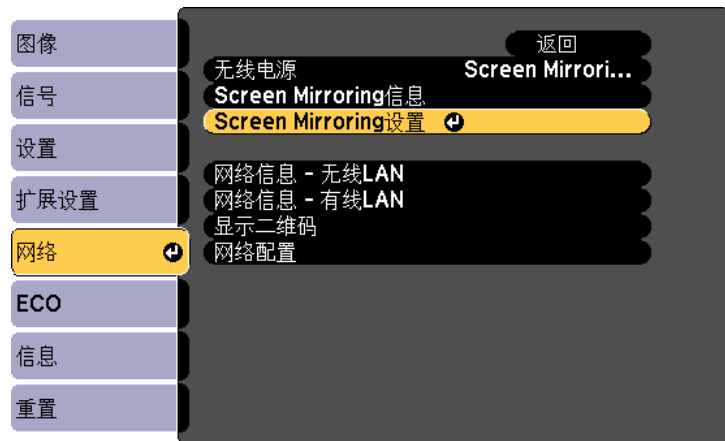 图像
信号
设置
扩展设置
网络
ECO
信息
重置
返回
无线电源 Screen Mirrori...
Screen Mirroring信息
Screen Mirroring设置
网络信息 - 无线LAN
网络信息 - 有线LAN
显示二维码
网络配置